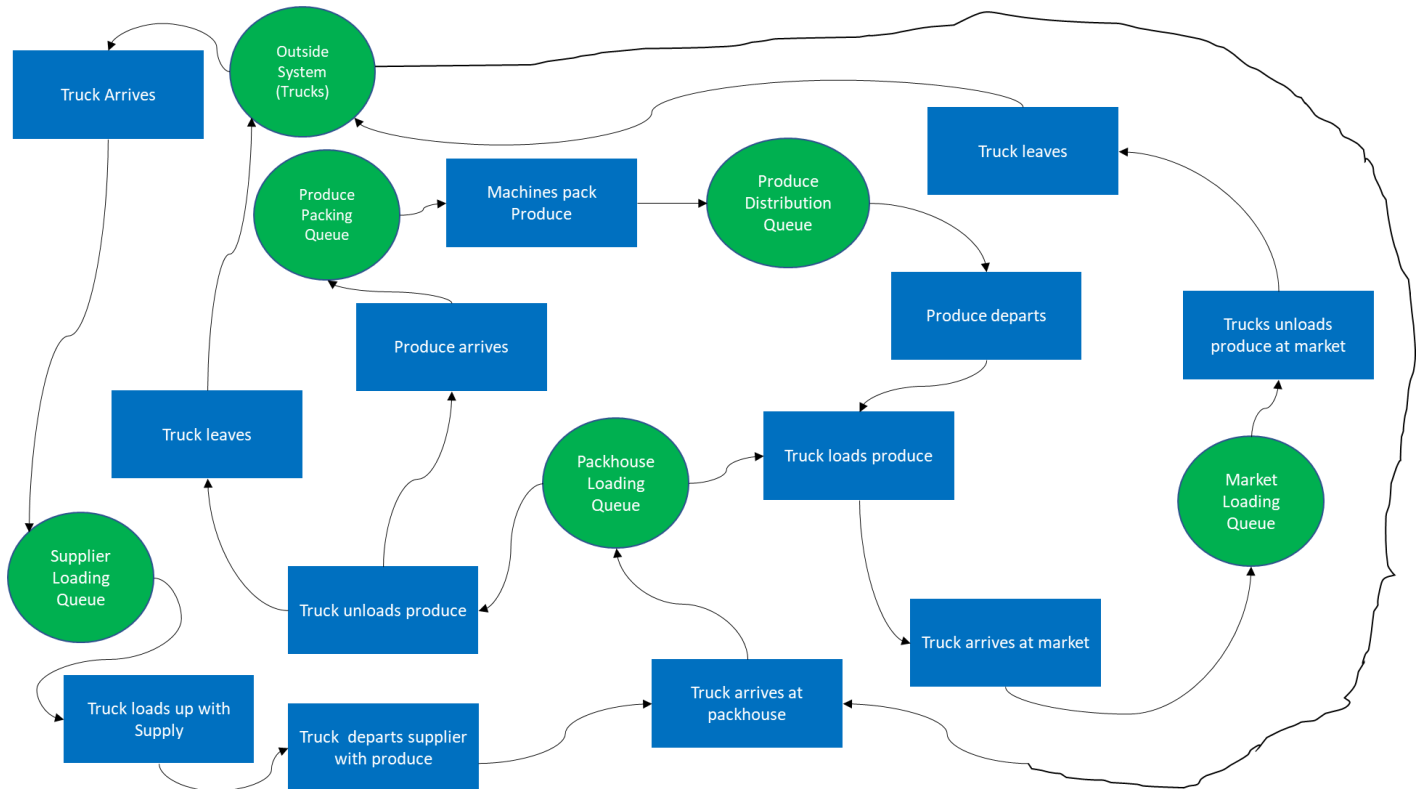 Outside
System
(Trucks)
Truck Arrives
Truck leaves
Produce
Packing
Queue
Machines pack
Produce
Produce
Distribution
Queue
Produce arrives
Produce departs
Trucks unloads
produce at market
Truck leaves
Packhouse
Loading
Queue
Truck loads produce
Market
Loading
Queue
Supplier
Loading
Queue
Truck unloads produce
Truck arrives at market
Truck loads up with
Supply
Truck  departs supplier
with produce
Truck arrives at
packhouse